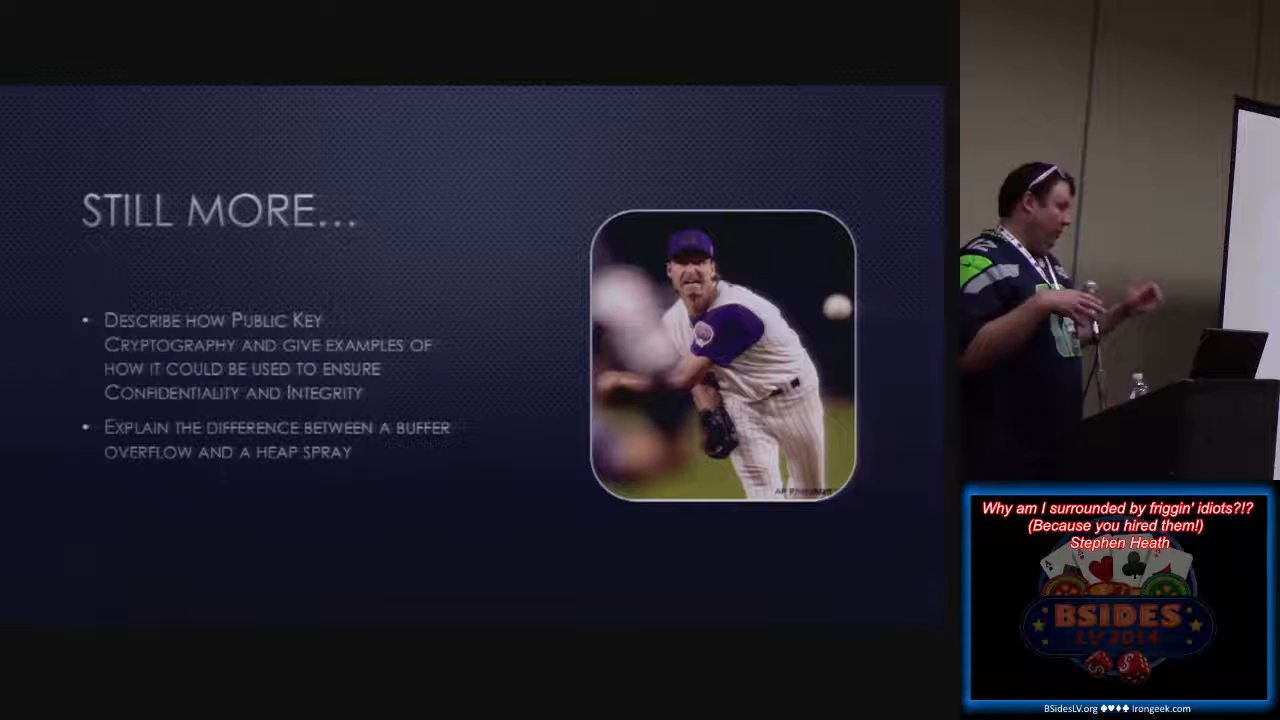 STILL MORE...
• DESCRIBE HOW PUBLIC KEY
CRYPTOGRAPHY AND GIVE EXAMPLES OF
HOW IT COULD BE USED TO ENSURE
CONFIDENTIALITY AND INTEGRITY
• EXPLAIN THE DIFFERENCE BETWEEN A BUFFER
OVERFLOW AND A HEAP SPRAY
Why am I surrounded by friggin' idiots?!?
(Because you hired them!)
Stephen Heath
BSIDES
LV 2014
BSidesLV.org ♠♥♦♣ Irongeek.com